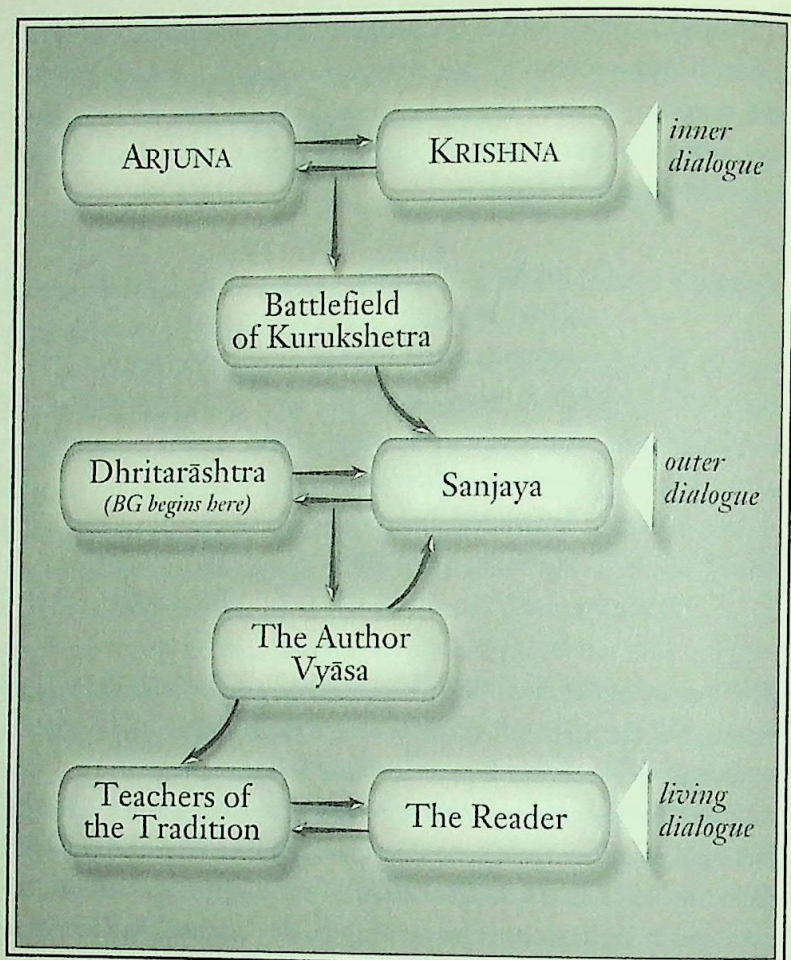 ARJUNA
KRISHNA
inner
dialogue
Battlefield
of Kurukshetra
Dhritarāshtra
(BG begins here)
Sanjaya
outer
dialogue
The Author
Vyāsa
Teachers of
the Tradition
The Reader
living
dialogue